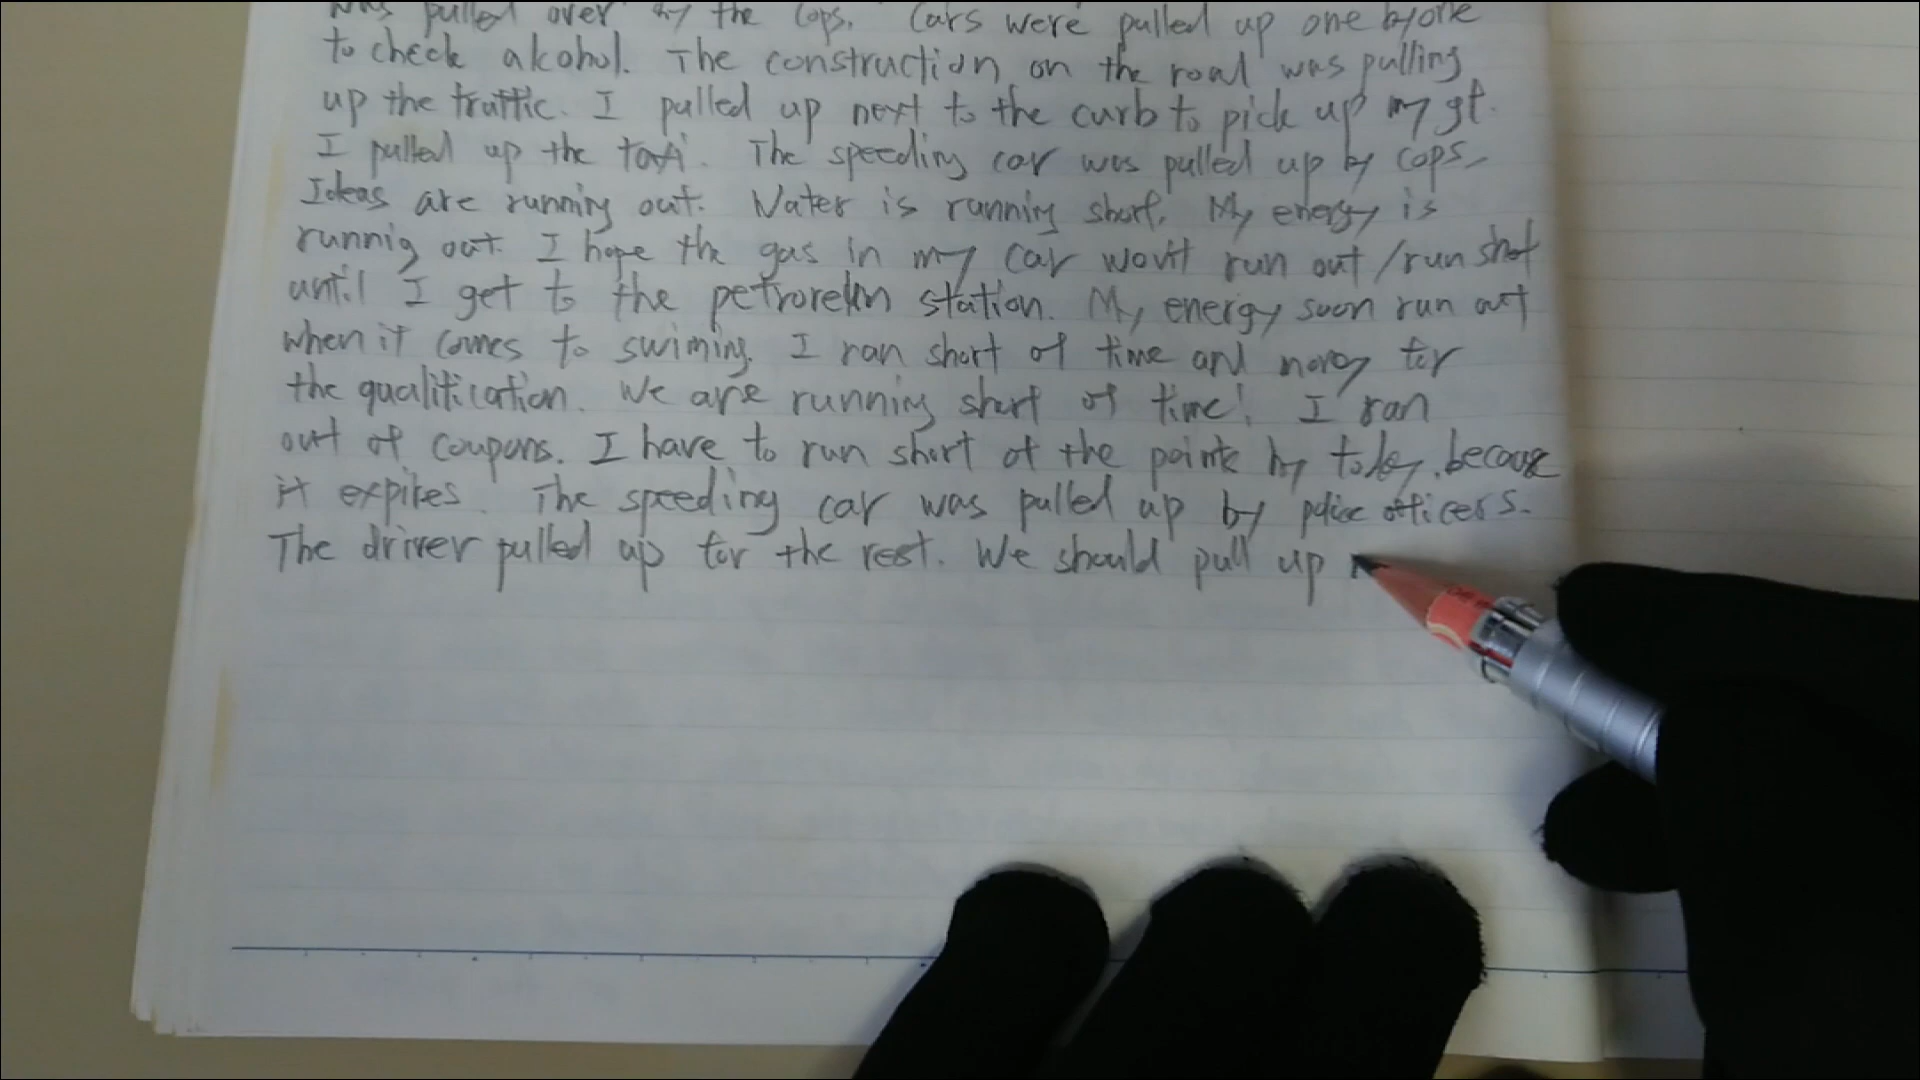 was pulled over by the cops. Cars were pulled up one by one
to check alcohol. The construction on the road was pulling
up the traffic. I pulled up next to the curb to pick up my gf.
I pulled up the taxi. The speeding car was pulled up by cops.
Ideas are running out. Water is running short. My energy is
runnig out. I hope the gas in my car won't run out / run short
until I get to the station. My energy soon run out
when it comes to swiming. I ran short of time and money for
the qualification. We are running short of time! I ran
out of coupons. I have to run short of the points by today, because
it expires. The speeding car was pulled up by police officers.
The driver pulled up for the rest. We should pull up